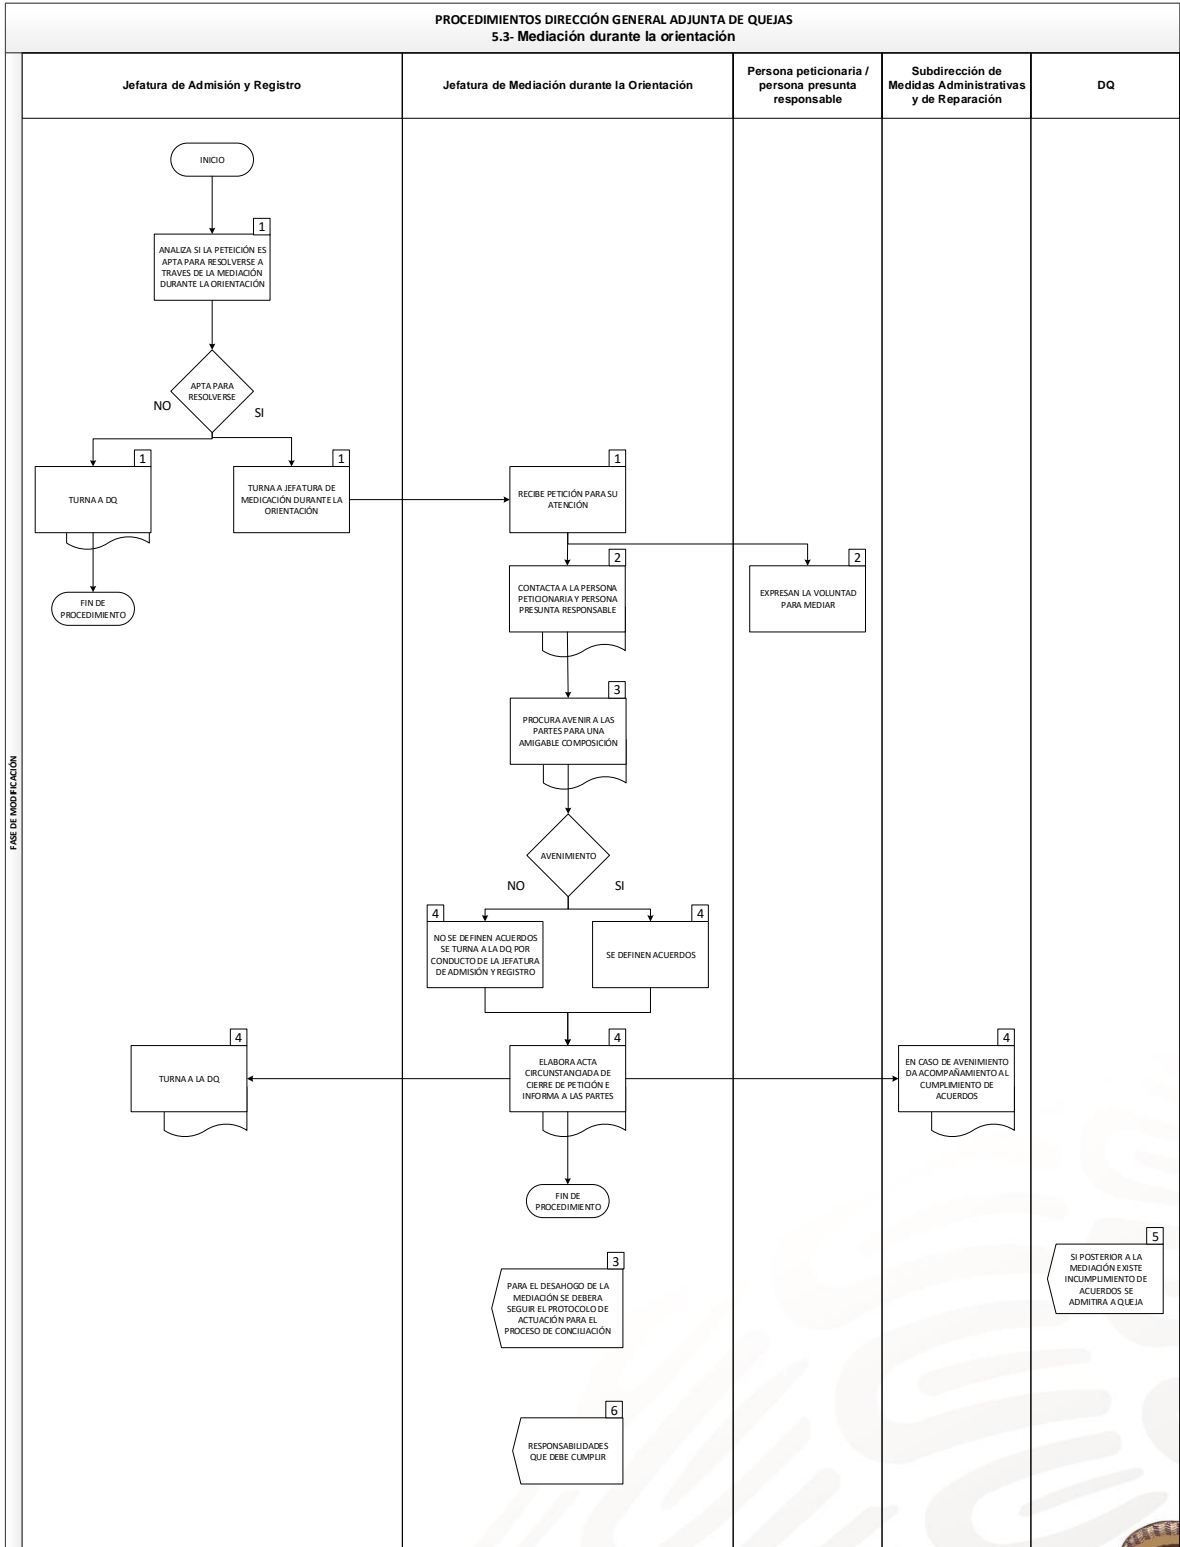 PROCEDIMIENTOS DIRECCIÓN GENERAL ADJUNTA DE QUEJAS
5.3- Mediación durante la orientación
Jefatura de Admisión y Registro
Jefatura de Mediación durante la Orientación
Persona peticionaria /
persona presunta
responsable
Subdirección de
Medidas Administrativas
y de Reparación
DQ
FASE DE MODIFICACIÓN
INICIO
1
ANALIZA SI LA PETEICIÓN ES
APTA PARA RESOLVERSE A
TRAVES DE LA MEDIACIÓN
DURANTE LA ORIENTACIÓN
APTA PARA
RESOLVERSE
NO
SI
1
TURNA A DQ
1
TURNA A JEFATURA DE
MEDICACIÓN DURANTE LA
ORIENTACIÓN
1
RECIBE PETICIÓN PARA SU
ATENCIÓN
FIN DE
PROCEDIMIENTO
2
CONTACTA A LA PERSONA
PETICIONARIA Y PERSONA
PRESUNTA RESPONSABLE
2
EXPRESAN LA VOLUNTAD
PARA MEDIAR
3
PROCURA AVENIR A LAS
PARTES PARA UNA
AMIGABLE COMPOSICIÓN
AVENIMIENTO
NO
SI
4
NO SE DEFINEN ACUERDOS
SE TURNA A LA DQ POR
CONDUCTO DE LA JEFATURA
DE ADMISIÓN Y REGISTRO
4
SE DEFINEN ACUERDOS
4
TURNA A LA DQ
4
ELABORA ACTA
CIRCUNSTANCIADA DE
CIERRE DE PETICIÓN E
INFORMA A LAS PARTES
4
EN CASO DE AVENIMIENTO
DA ACOMPAÑAMIENTO AL
CUMPLIMIENTO DE
ACUERDOS
FIN DE
PROCEDIMIENTO
5
SI POSTERIOR A LA
MEDIACIÓN EXISTE
INCUMPLIMIENTO DE
ACUERDOS SE
ADMITIRA A QUEJA
3
PARA EL DESAHOGO DE LA
MEDIACIÓN SE DEBERA
SEGUIR EL PROTOCOLO DE
ACTUACIÓN PARA EL
PROCESO DE CONCILIACIÓN
6
RESPONSABILIDADES
QUE DEBE CUMPLIR